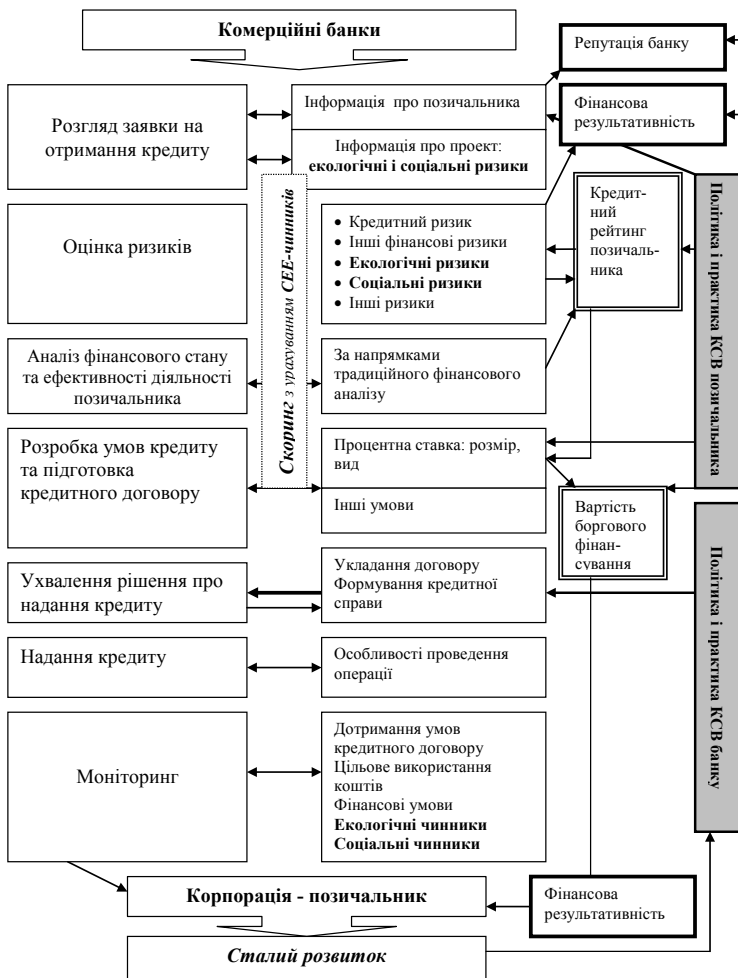 Комерційні банки
Репутація банку
Розгляд заявки на
отримання кредиту
Інформація про позичальника
Інформація про проект:
екологічні і соціальні ризики
Фінансова
результативність
Скоринг з урахуванням СЕЕ-чинників
Оцінка ризиків
• Кредитний ризик
• Інші фінансові ризики
• Екологічні ризики
• Соціальні ризики
• Інші ризики
Кредит-
ний
рейтинг
позичаль-
ника
Політика і практика КСВ позичальника
Аналіз фінансового стану
та ефективності діяльності
позичальника
За напрямками
традиційного фінансового
аналізу
Розробка умов кредиту
та підготовка
кредитного договору
Процентна ставка: розмір,
вид
Інші умови
Вартість
боргового
фінан-
сування
Ухвалення рішення про
надання кредиту
Укладання договору
Формування кредитної
справи
Політика і практика КСВ банку
Надання кредиту
Особливості проведення
операції
Моніторинг
Дотримання умов
кредитного договору
Цільове використання
коштів
Фінансові умови
Екологічні чинники
Соціальні чинники
Корпорація - позичальник
Фінансова
результативність
Сталий розвиток